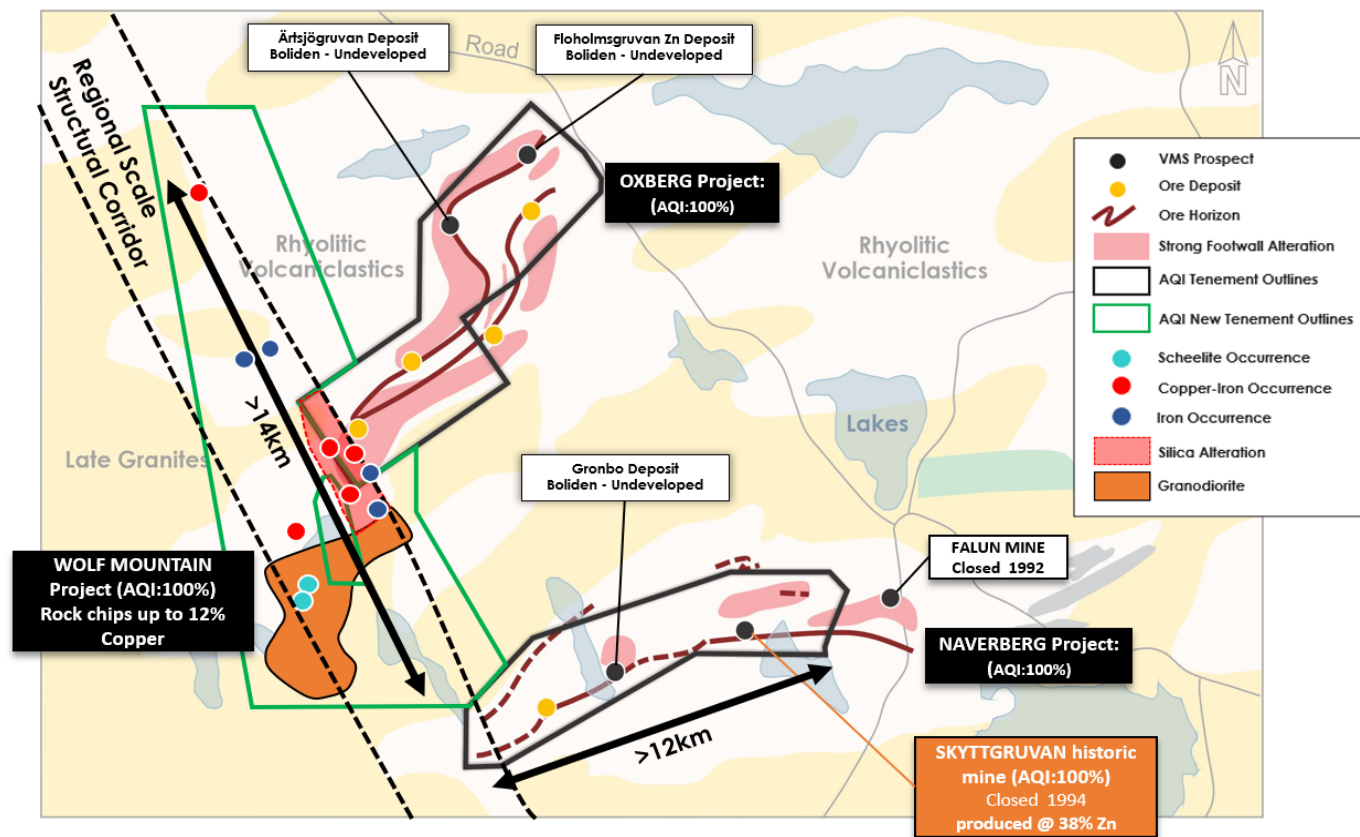 Ärtsjögruvan Deposit
Boliden - Undeveloped
Floholmsgruvan Zn Deposit
Boliden - Undeveloped
Road
N
Regional Scale
Structural Corridor
OXBERG Project:
(AQI:100%)
Rhyolitic
Volcaniclastics
Rhyolitic
Volcaniclastics
VMS Prospect
Ore Deposit
Ore Horizon
Strong Footwall Alteration
AQI Tenement Outlines
AQI New Tenement Outlines
Scheelite Occurrence
Copper-Iron Occurrence
Iron Occurrence
Silica Alteration
Granodiorite
>14km
Late Granites
Lakes
Gronbo Deposit
Boliden - Undeveloped
WOLF MOUNTAIN
Project (AQI:100%)
Rock chips up to 12%
Copper
FALUN MINE
Closed 1992
NAVERBERG Project:
(AQI:100%)
>12km
SKYTTGRUVAN historic
mine (AQI:100%)
Closed 1994
produced @ 38% Zn